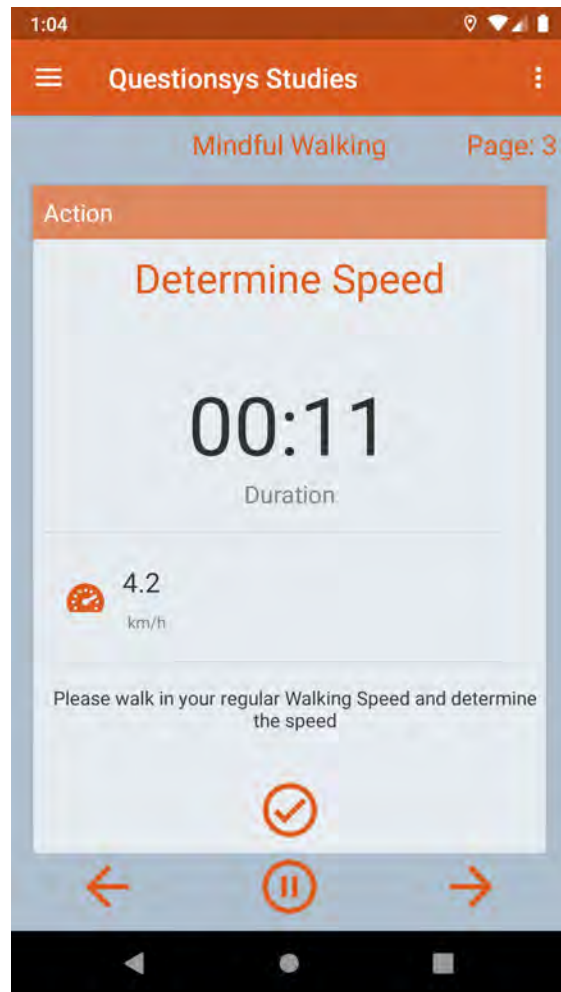 1:04
Questionsys Studies
Mindful Walking Page: 3
Action
Determine Speed
00:11
Duration
4.2
km/h
Please walk in your regular Walking Speed and determine
the speed